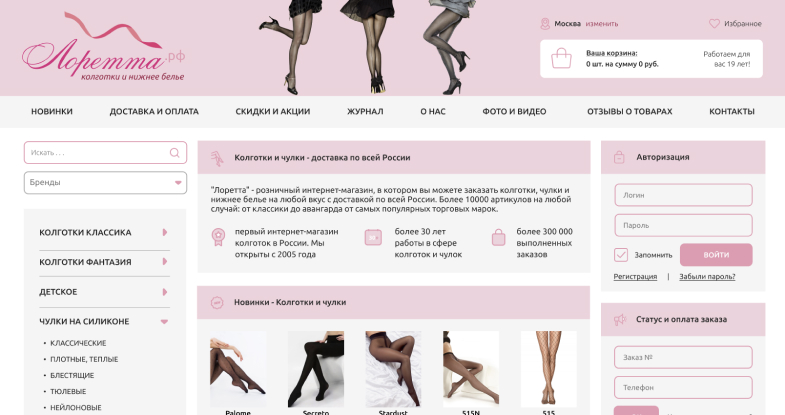 Москва изменить
Избранное
Лоретта.рф
колготки и нижнее белье
Ваша корзина:
0 шт. на сумму 0 руб.
Работаем для
вас 19 лет!
НОВИНКИ ДОСТАВКА И ОПЛАТА СКИДКИ И АКЦИИ ЖУРНАЛ О НАС ФОТО И ВИДЕО ОТЗЫВЫ О ТОВАРАХ КОНТАКТЫ
Искать . . .
Бренды
КОЛГОТКИ КЛАССИКА
КОЛГОТКИ ФАНТАЗИЯ
ДЕТСКОЕ
ЧУЛКИ НА СИЛИКОНЕ
• КЛАССИЧЕСКИЕ
• ПЛОТНЫЕ, ТЕПЛЫЕ
• БЛЕСТЯЩИЕ
• ТЮЛЕВЫЕ
• НЕЙЛОНОВЫЕ
Колготки и чулки - доставка по всей России
"Лоретта" - розничный интернет-магазин, в котором вы можете заказать колготки, чулки и
нижнее белье на любой вкус с доставкой по всей России. Более 10000 артикулов на любой
случай: от классики до авангарда от самых популярных торговых марок.
первый интернет-магазин
колготок в России. Мы
открыты с 2005 года
более 30 лет
работы в сфере
колготок и чулок
более 300 000
выполненных
заказов
Новинки - Колготки и чулки
Palome
Secreto
Stardust
S15N
S15
Авторизация
Логин
Пароль
Запомнить
ВОЙТИ
Регистрация | Забыли пароль?
Статус и оплата заказа
Заказ №
Телефон